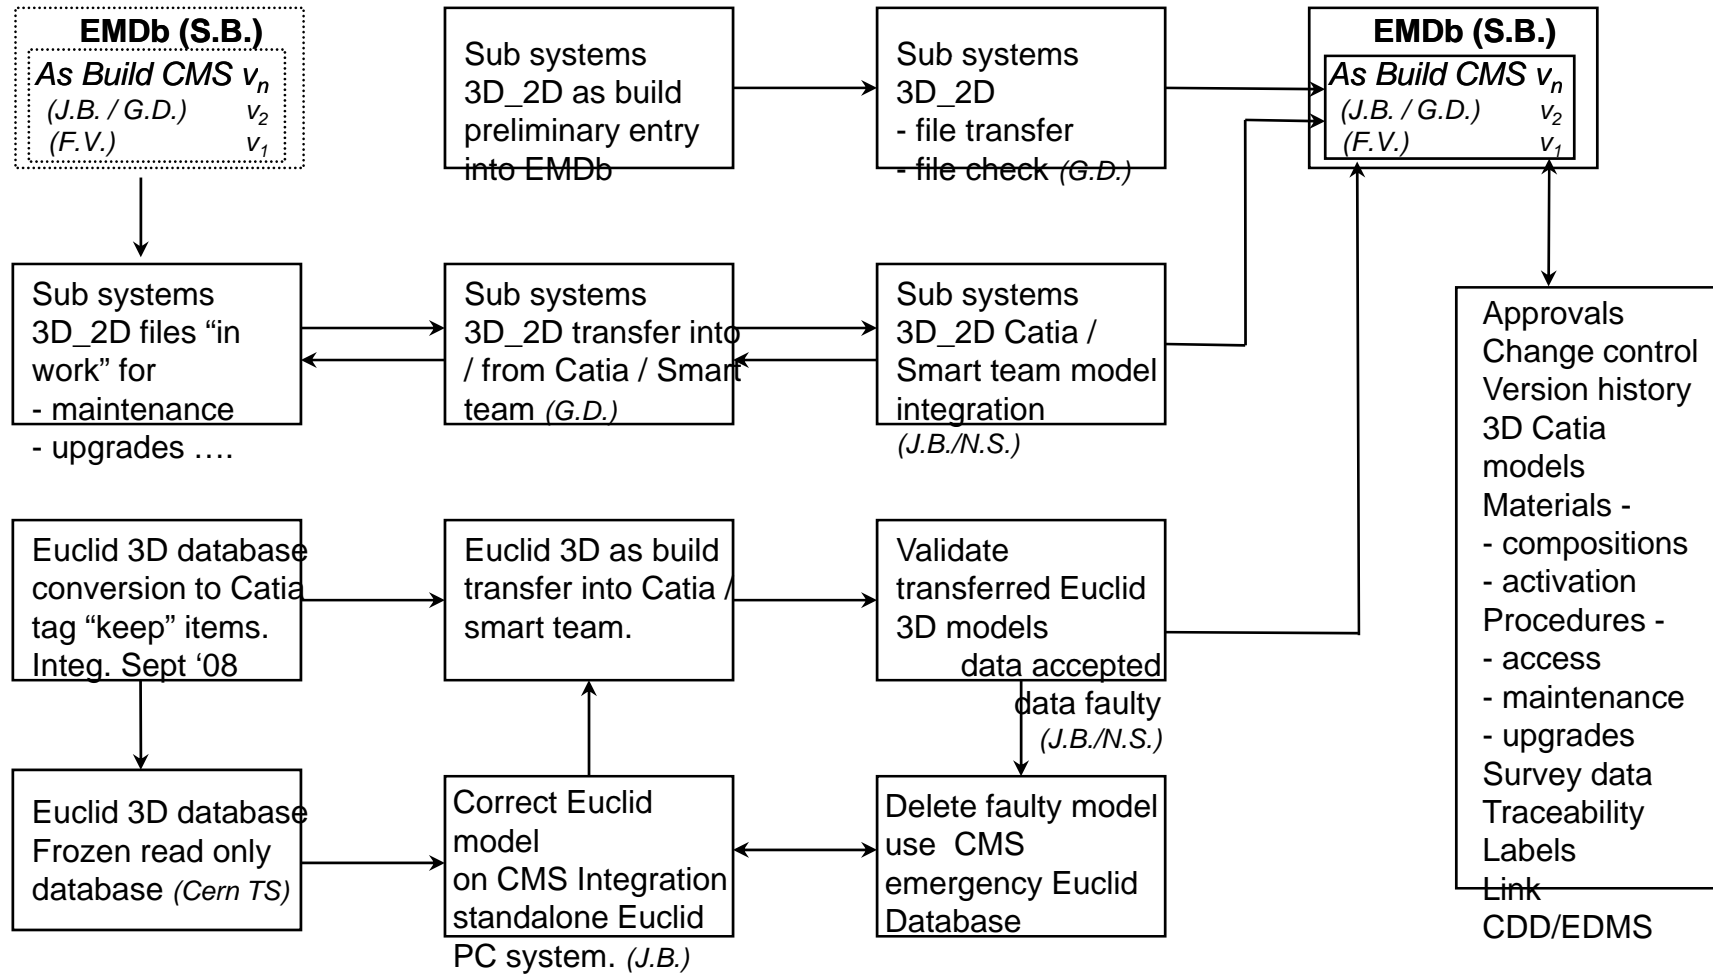 EMDb (S.B.)
As Build CMS vn
(J.B. / G.D.) v2
(F.V.) v1
Sub systems
3D_2D as build
preliminary entry
into EMDb
Sub systems
3D_2D
- file transfer
- file check (G.D.)
EMDb (S.B.)
As Build CMS vn
(J.B. / G.D.) v2
(F.V.) v1
Sub systems
3D_2D files “in
work” for
- maintenance
- upgrades ….
Sub systems
3D_2D transfer into
/ from Catia / Smart
team (G.D.)
Sub systems
3D_2D Catia /
Smart team model
integration
(J.B./N.S.)
Approvals
Change control
Version history
3D Catia
models
Materials -
- compositions
- activation
Procedures -
- access
- maintenance
- upgrades
Survey data
Traceability
Labels
Link
CDD/EDMS
Euclid 3D database
conversion to Catia
tag “keep” items.
Integ. Sept ‘08
Euclid 3D as build
transfer into Catia /
smart team.
Validate
transferred Euclid
3D models
data accepted
data faulty
(J.B./N.S.)
Euclid 3D database
Frozen read only
database (Cern TS)
Correct Euclid
model
on CMS Integration
standalone Euclid
PC system. (J.B.)
Delete faulty model
use CMS
emergency Euclid
Database